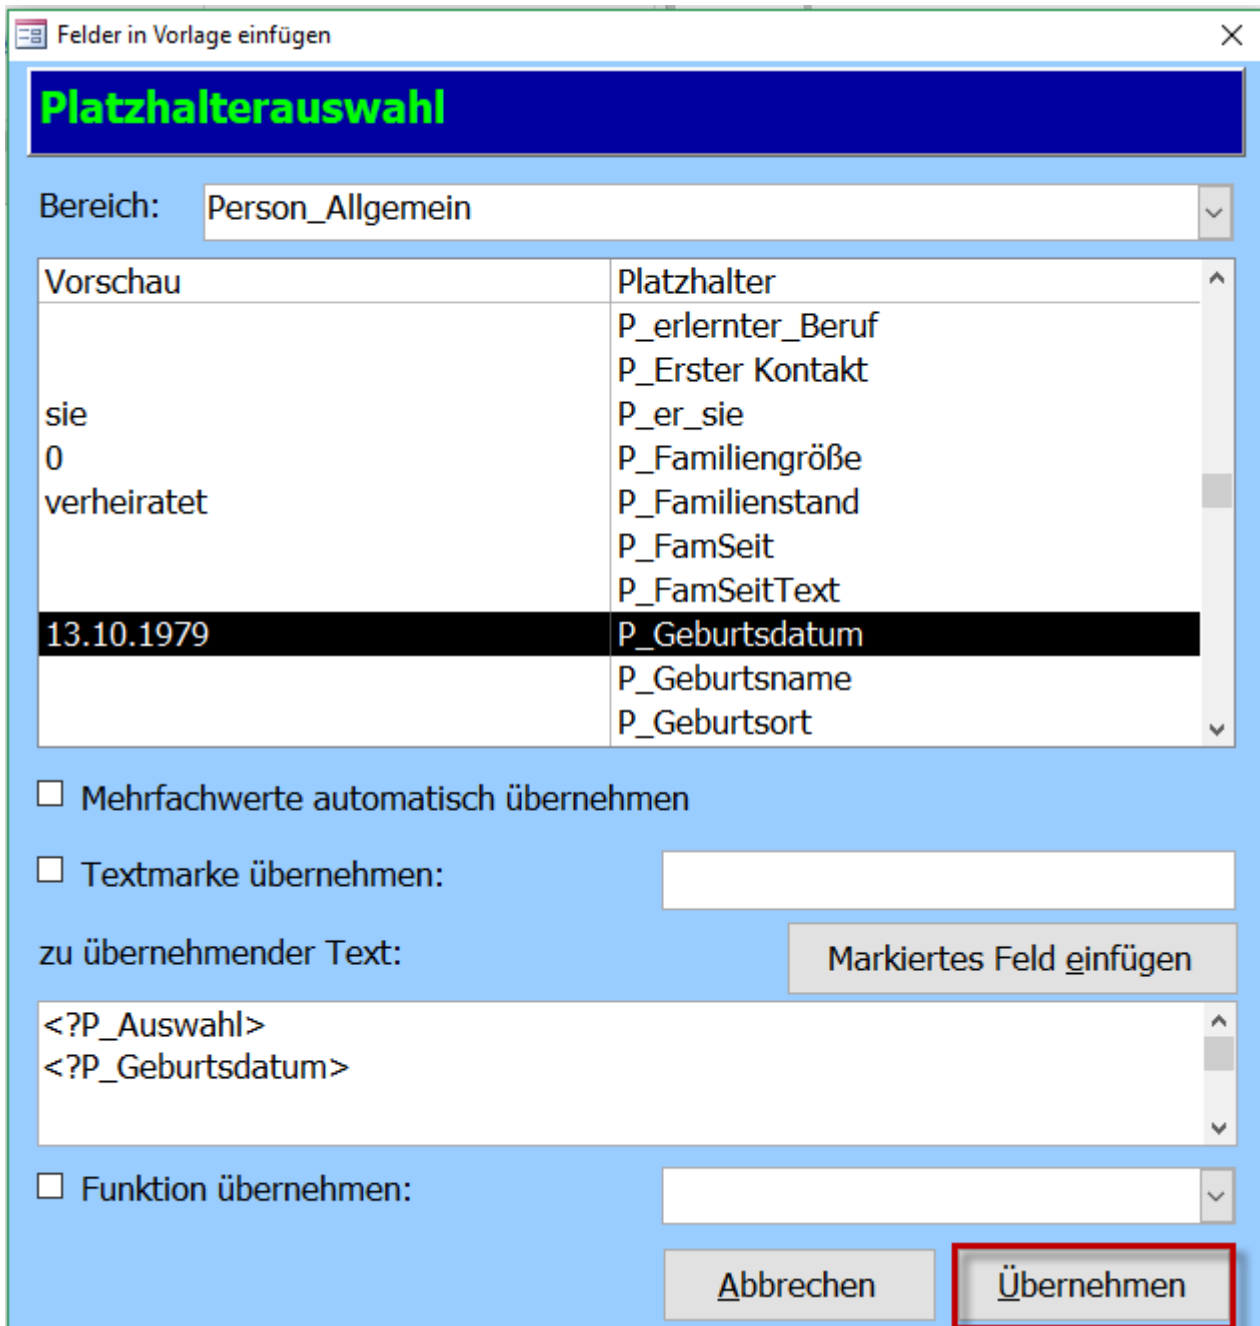 Felder in Vorlage einfügen
Platzhalterauswahl
Bereich: Person_Allgemein
Vorschau Platzhalter
P_erlernter_Beruf
P_Erster Kontakt
sie P_er_sie
0 P_Familiengröße
verheiratet P_Familienstand
P_FamSeit
P_FamSeitText
13.10.1979 P_Geburtsdatum
P_Geburtsname
P_Geburtsort
Mehrfachwerte automatisch übernehmen
Textmarke übernehmen:
zu übernehmender Text: Markiertes Feld einfügen
<?P_Auswahl>
<?P_Geburtsdatum>
Funktion übernehmen:
Abbrechen Übernehmen